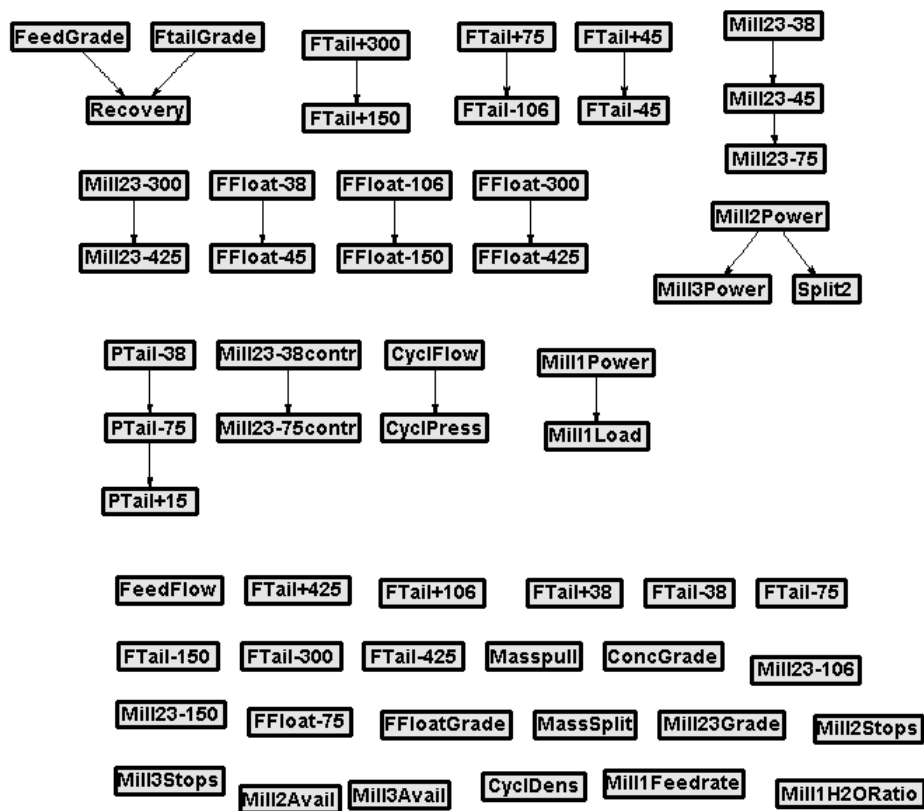 FeedGrade
FtailGrade
FTail+300
FTail+75
FTail+45
Mill23-38
Recovery
FTail+150
FTail-106
FTail-45
Mill23-45
Mill23-75
Mill23-300
FFloat-38
FFloat-106
FFloat-300
Mill2Power
Mill23-425
FFloat-45
FFloat-150
FFloat-425
Mill3Power
Split2
PTail-38
Mill23-38contr
CyclFlow
Mill1Power
PTail-75
Mill23-75contr
CyclPress
Mill1Load
PTail+15
FeedFlow
FTail+425
FTail+106
FTail+38
FTail-38
FTail-75
FTail-150
FTail-300
FTail-425
Masspull
ConcGrade
Mill23-106
Mill23-150
FFloat-75
FFloatGrade
MassSplit
Mill23Grade
Mill2Stops
Mill3Stops
Mill2Avail
Mill3Avail
CyclDens
Mill1Feedrate
Mill1H2ORatio